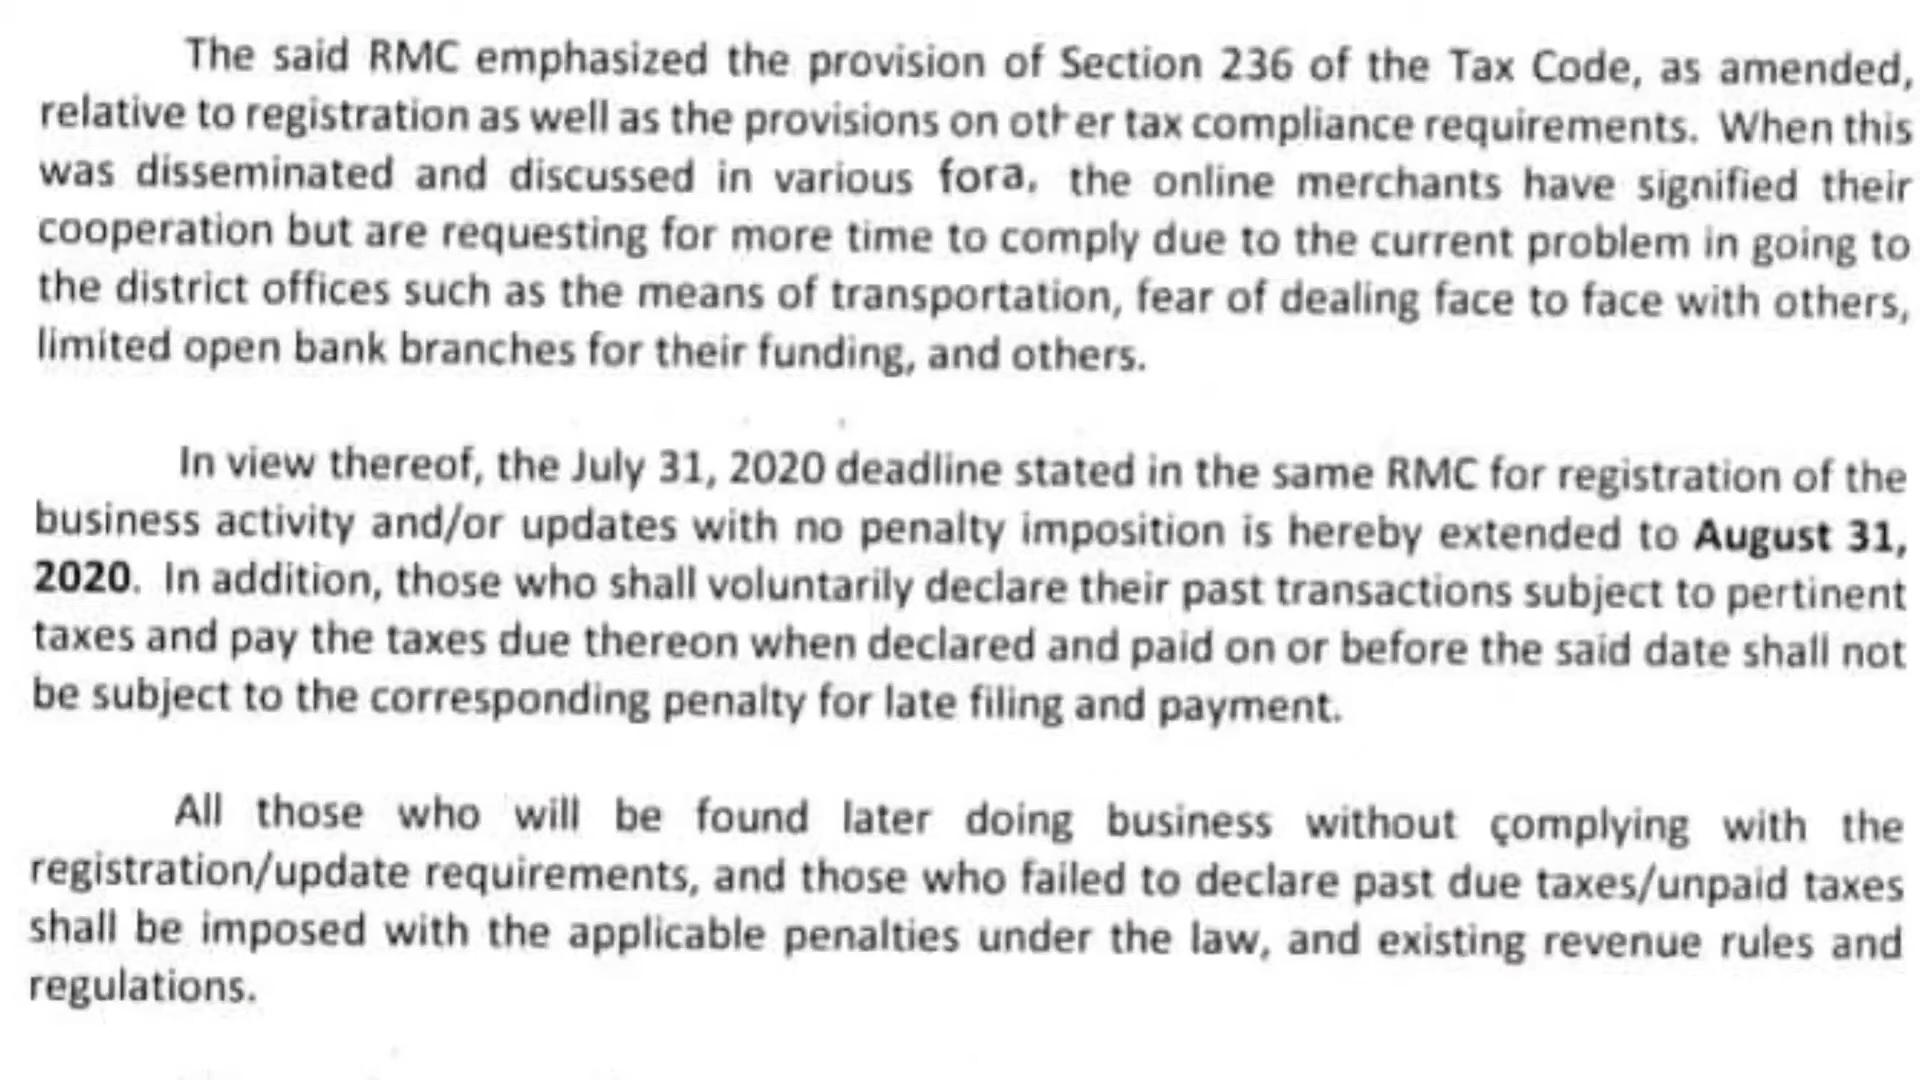 The said RMC emphasized the provision of Section 236 of the Tax Code, as amended,
relative to registration as well as the provisions on other tax compliance requirements. When this
was disseminated and discussed in various fora, the online merchants have signified their
cooperation but are requesting for more time to comply due to the current problem in going to
the district offices such as the means of transportation, fear of dealing face to face with others,
limited open bank branches for their funding, and others.
In view thereof, the July 31, 2020 deadline stated in the same RMC for registration of the
business activity and/or updates with no penalty imposition is hereby extended to August 31,
2020. In addition, those who shall voluntarily declare their past transactions subject to pertinent
taxes and pay the taxes due thereon when declared and paid on or before the said date shall not
be subject to the corresponding penalty for late filing and payment.
All those who will be found later doing business without complying with the
registration/update requirements, and those who failed to declare past due taxes/unpaid taxes
shall be imposed with the applicable penalties under the law, and existing revenue rules and
regulations.